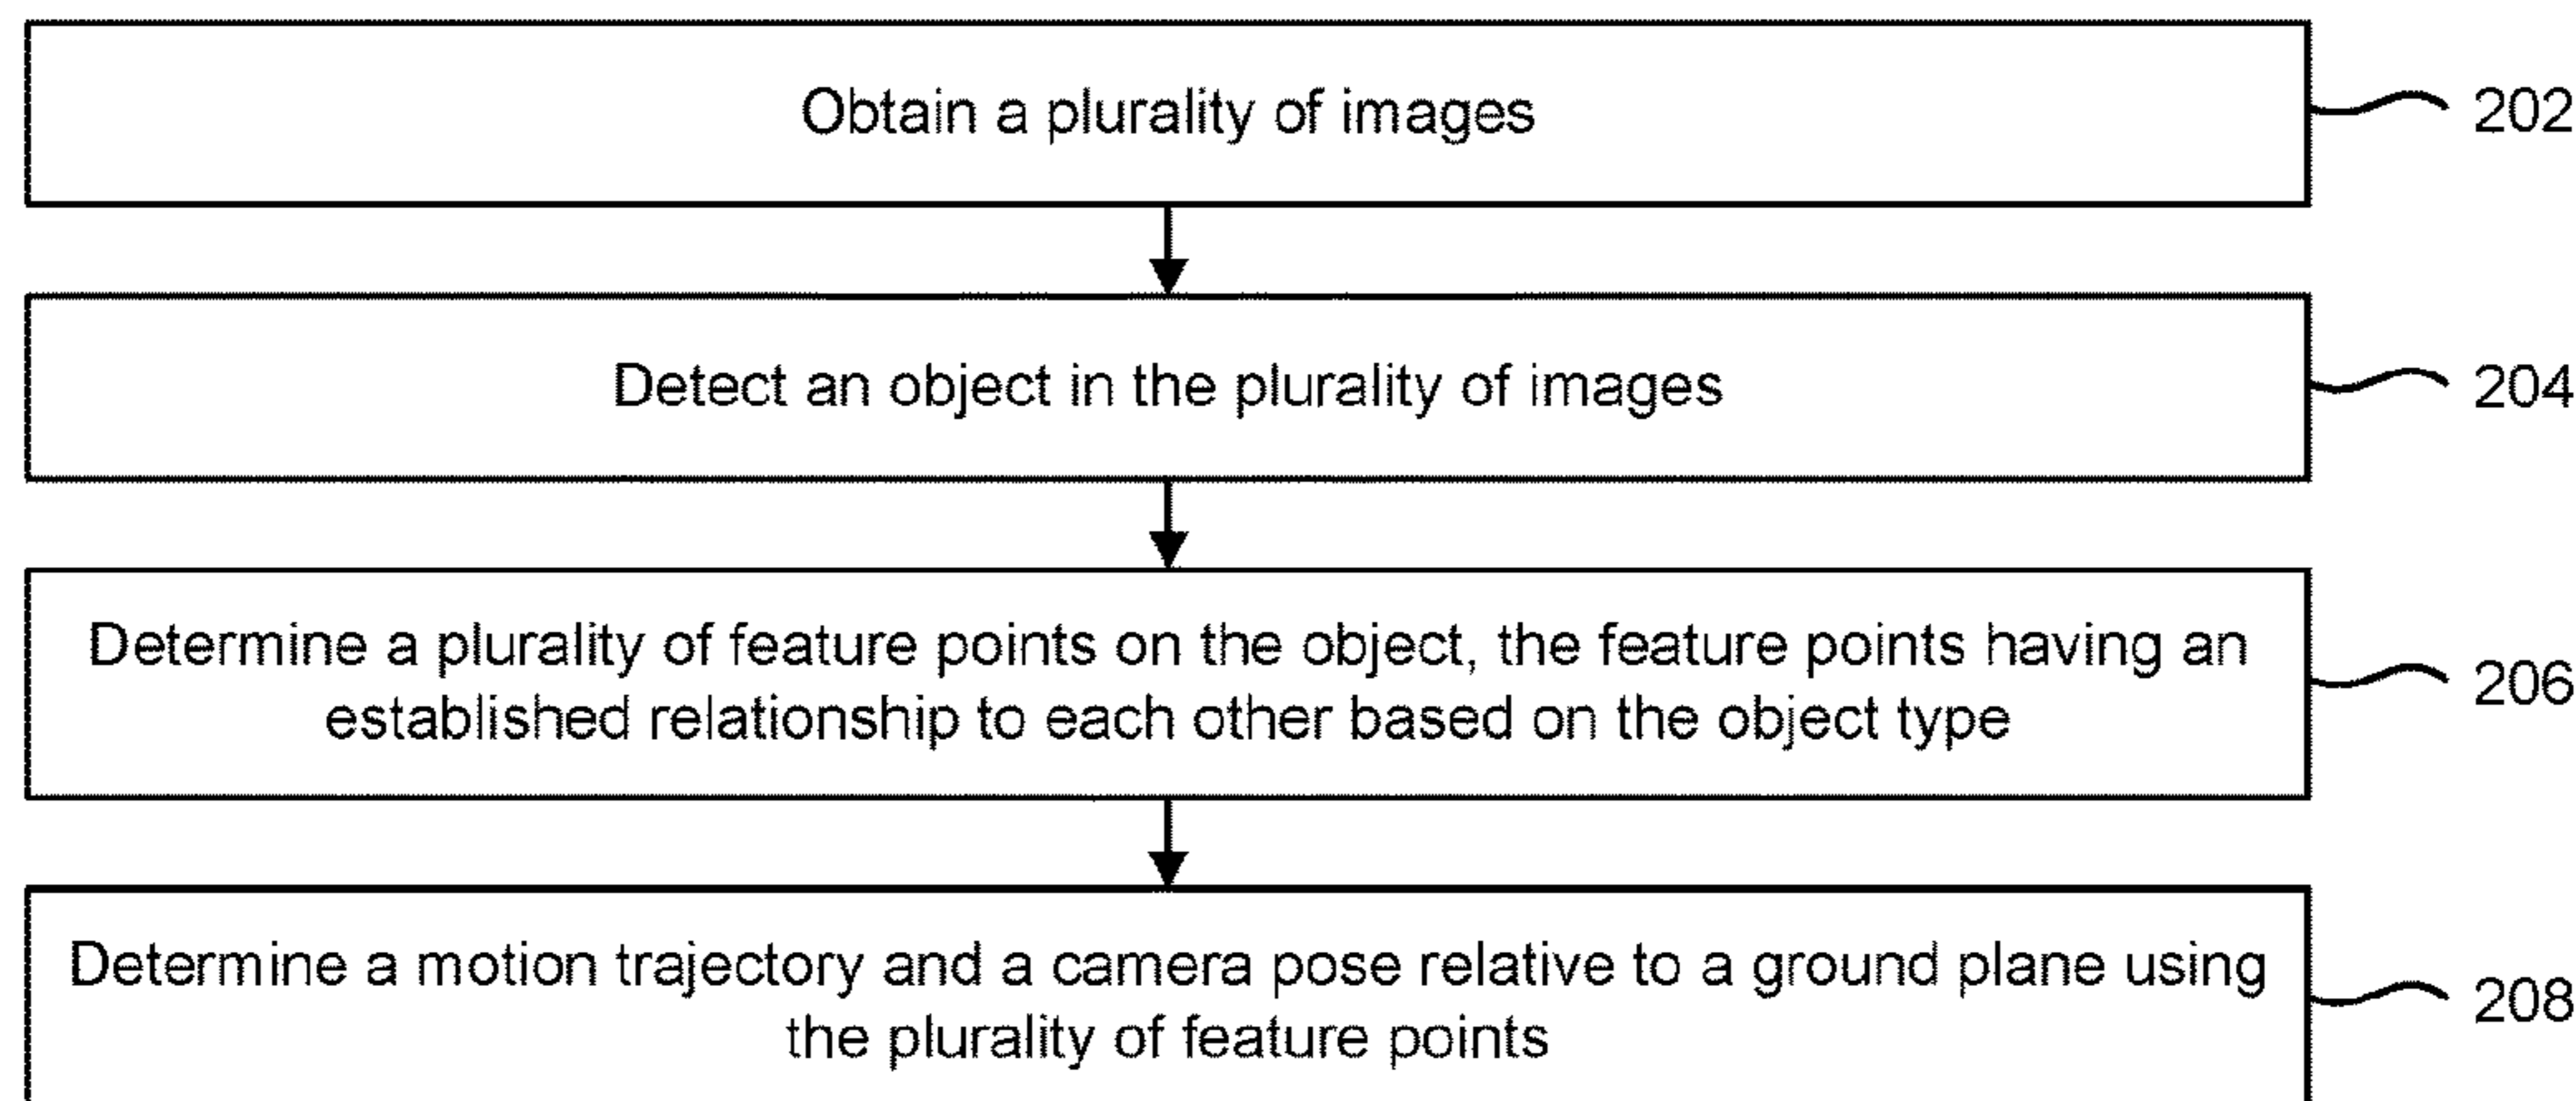 Obtain a plurality of images
202
Detect an object in the plurality of images
204
Determine a plurality of feature points on the object, the feature points having an
established relationship to each other based on the object type
206
Determine a motion trajectory and a camera pose relative to a ground plane using
the plurality of feature points
208